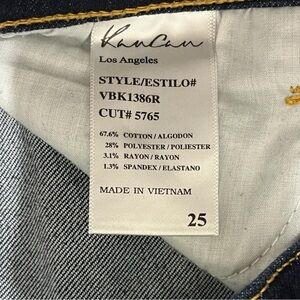 KanCan
Los Angeles
STYLE/ESTILO#
VBK1386R
CUT# 5765
67.6% COTTON / ALGODON
28% POLYESTER / POLIESTER
3.1% RAYON / RAYON
1.3% SPANDEX / ELASTANO
MADE IN VIETNAM
25